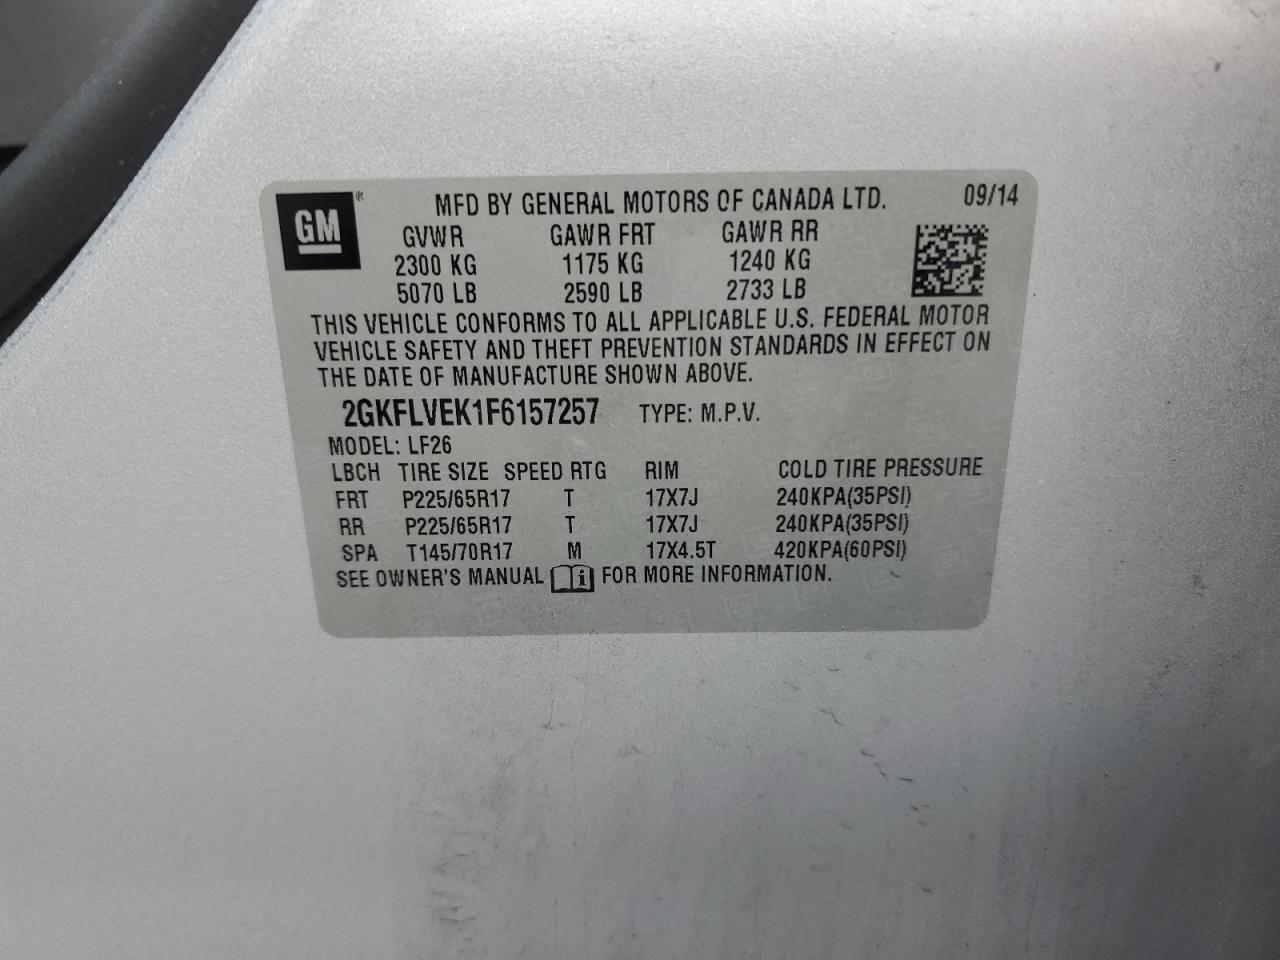 GM ® MFD BY GENERAL MOTORS OF CANADA LTD. 09/14
GVWR GAWR FRT GAWR RR
2300 KG 1175 KG 1240 KG
5070 LB 2590 LB 2733 LB
THIS VEHICLE CONFORMS TO ALL APPLICABLE U.S. FEDERAL MOTOR
VEHICLE SAFETY AND THEFT PREVENTION STANDARDS IN EFFECT ON
THE DATE OF MANUFACTURE SHOWN ABOVE.
2GKFLVEK1F6157257 TYPE: M.P.V.
MODEL: LF26
LBCH TIRE SIZE SPEED RTG RIM COLD TIRE PRESSURE
FRT P225/65R17 T 17X7J 240KPA(35PSI)
RR P225/65R17 T 17X7J 240KPA(35PSI)
SPA T145/70R17 M 17X4.5T 420KPA(60PSI)
SEE OWNER'S MANUAL i FOR MORE INFORMATION.